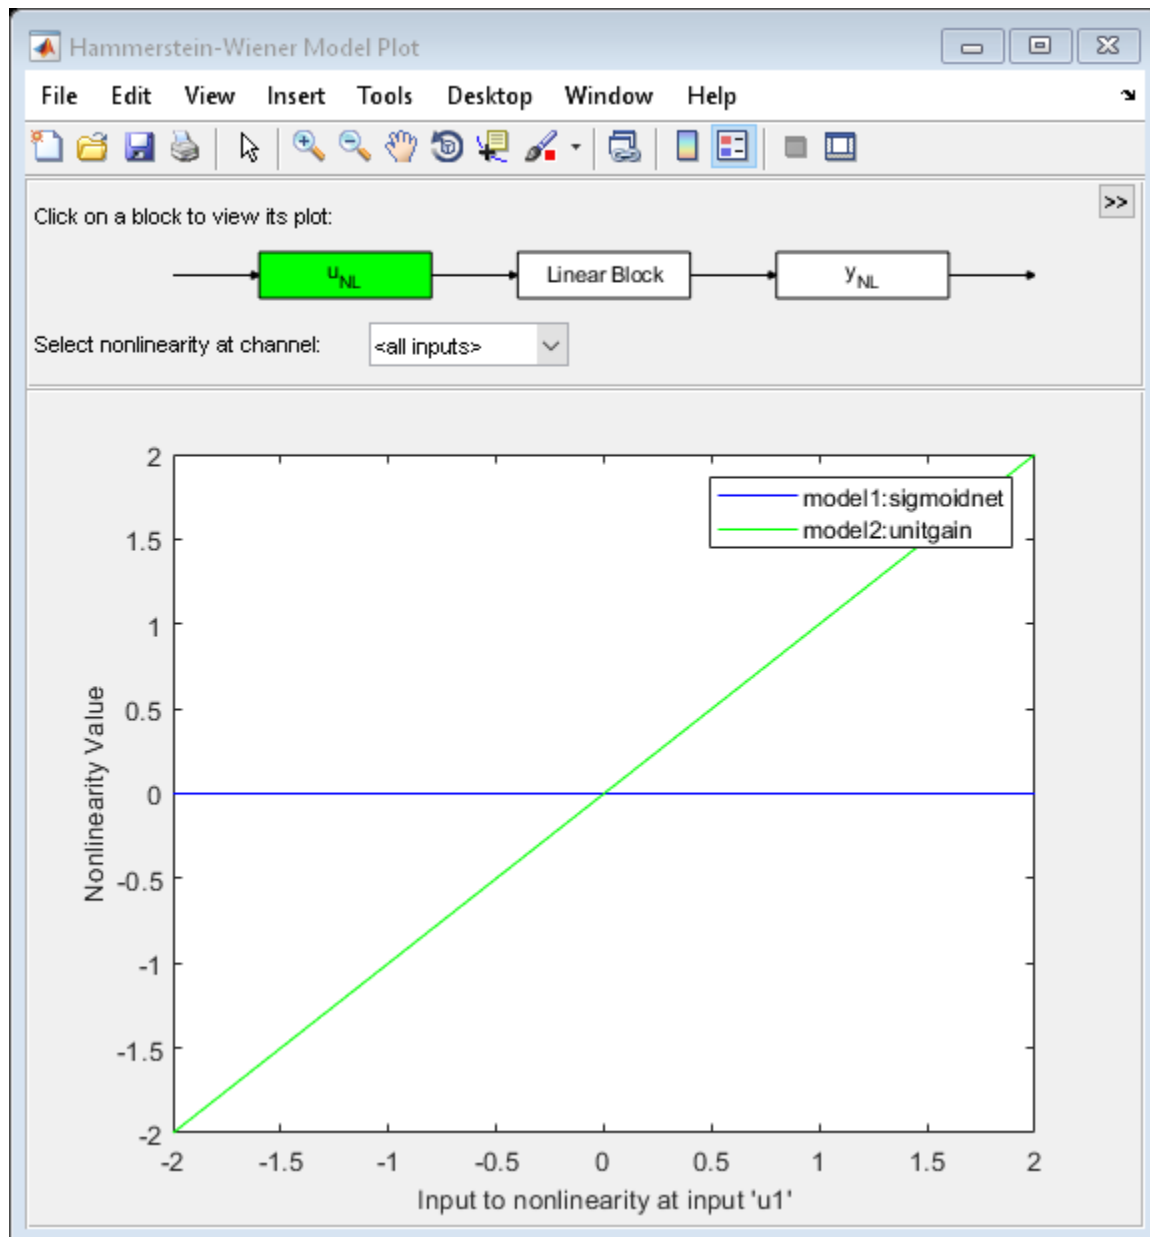 Hammerstein-Wiener Model Plot
File Edit View Insert Tools Desktop Window Help
>>
Click on a block to view its plot:
uNL Linear Block yNL
Select nonlinearity at channel: <all inputs>
model1:sigmoidnet
model2:unitgain
2
1.5
1
0.5
0
-0.5
-1
-1.5
-2
Nonlinearity Value
-2 -1.5 -1 -0.5 0 0.5 1 1.5 2
Input to nonlinearity at input 'u1'